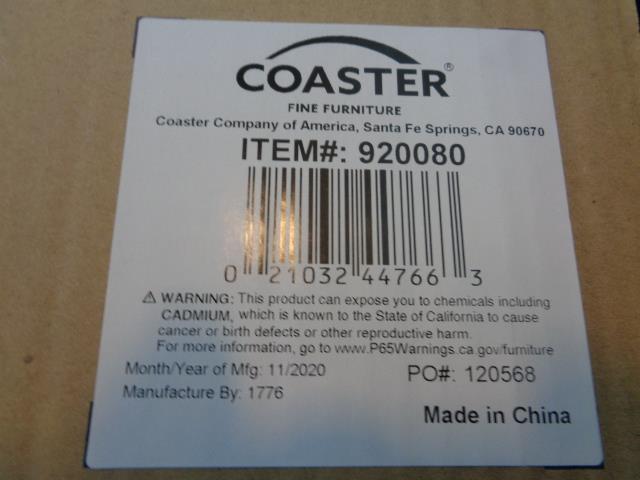 COASTER®
FINE FURNITURE
Coaster Company of America, Santa Fe Springs, CA 90670
ITEM#: 920080
0 21032 44766 3
⚠ WARNING: This product can expose you to chemicals including
CADMIUM, which is known to the State of California to cause
cancer or birth defects or other reproductive harm.
For more information, go to www.P65Warnings.ca.gov/furniture
Month/Year of Mfg: 11/2020
PO#: 120568
Manufacture By: 1776
Made in China